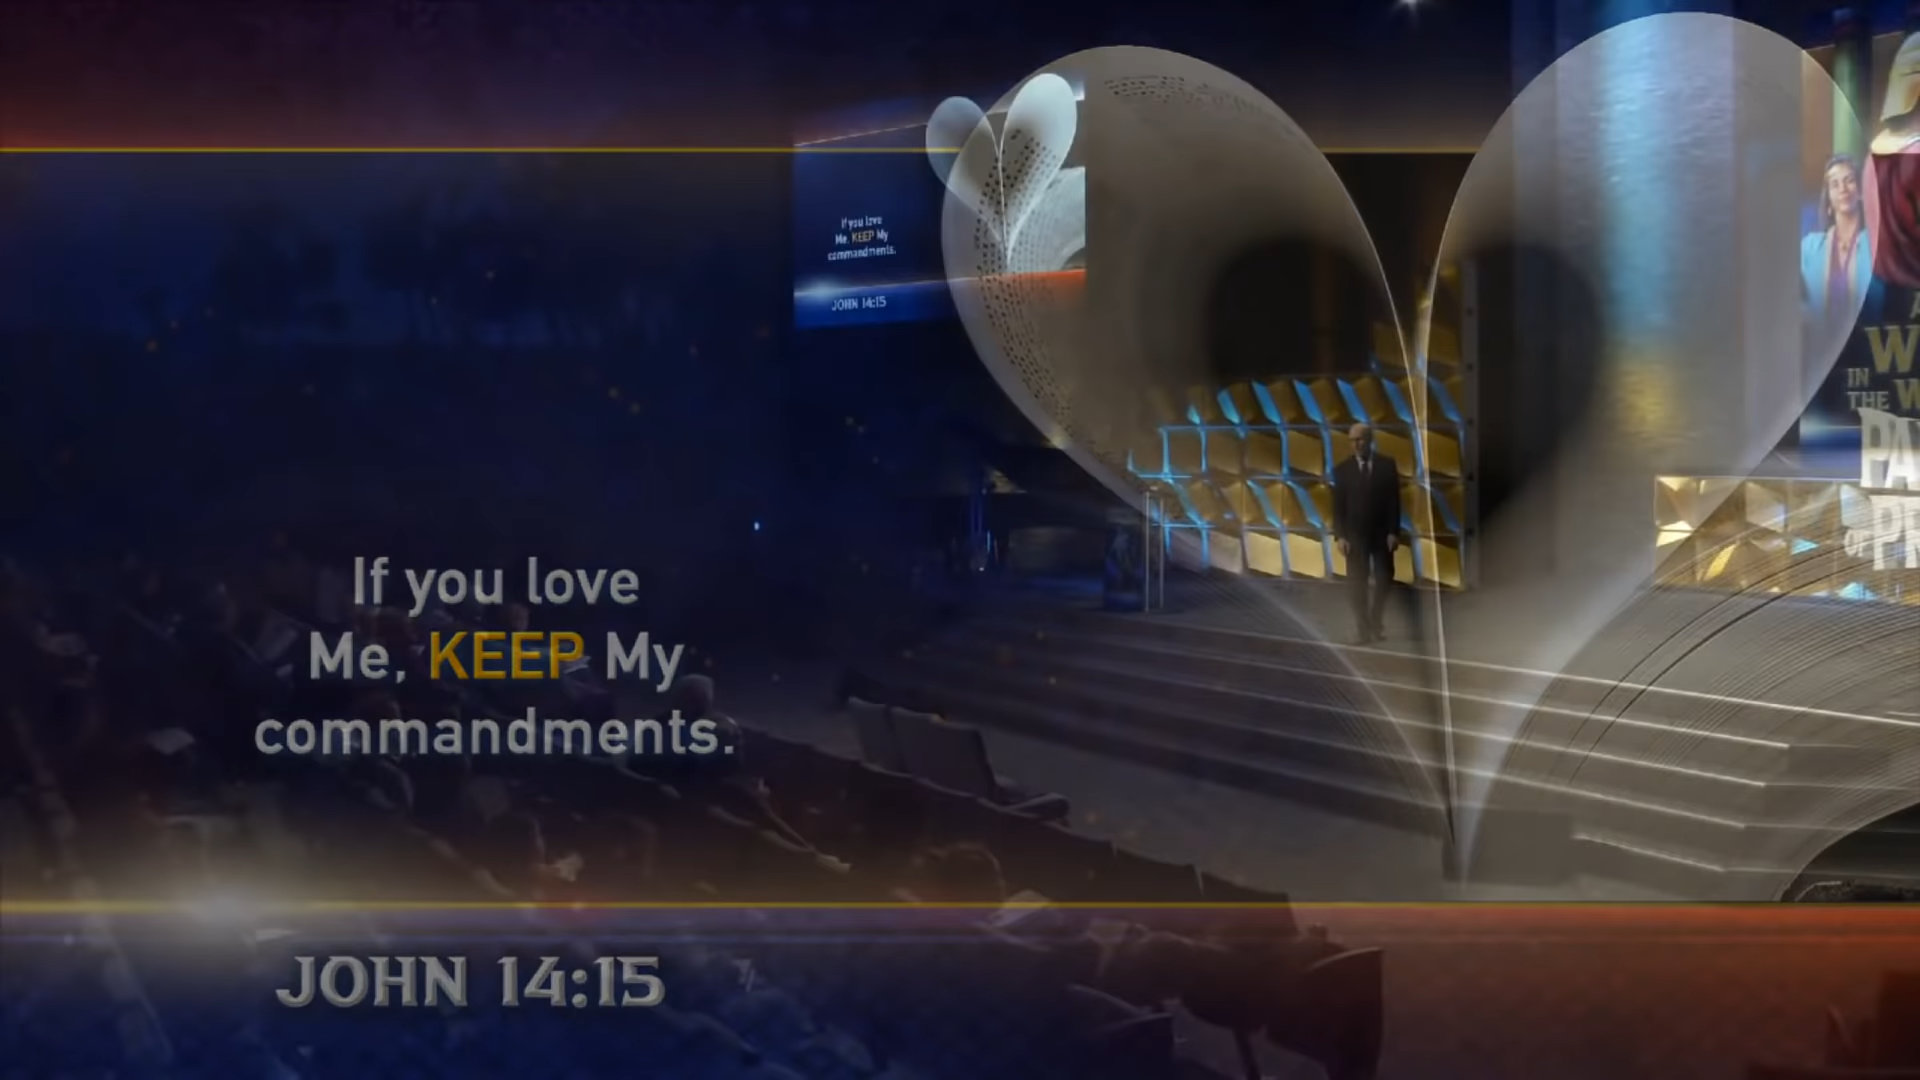 If you love
Me, KEEP My
commandments.
JOHN 14:15
If you love
Me, KEEP My
commandments.
JOHN 14:15
IN
THE